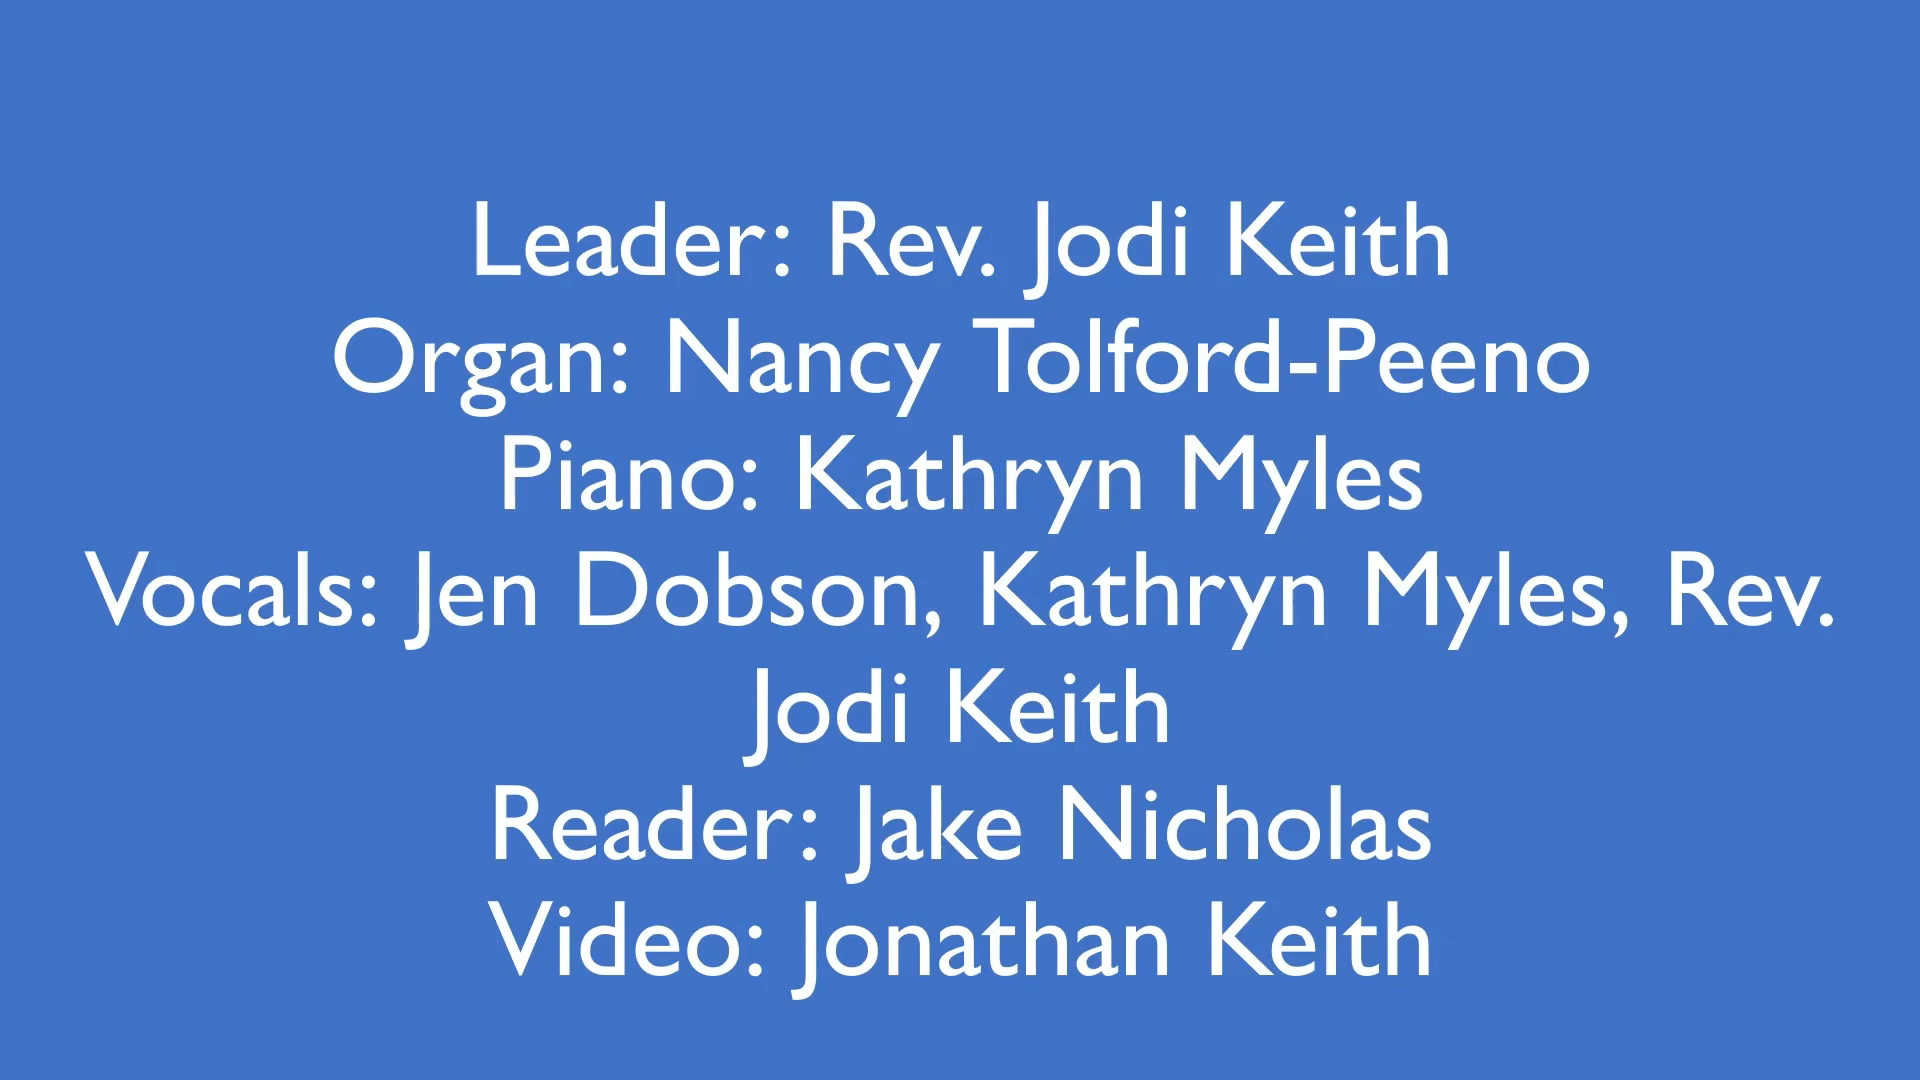 Leader: Rev. Jodi Keith
Organ: Nancy Tolford-Peeno
Piano: Kathryn Myles
Vocals: Jen Dobson, Kathryn Myles, Rev.
Jodi Keith
Reader: Jake Nicholas
Video: Jonathan Keith